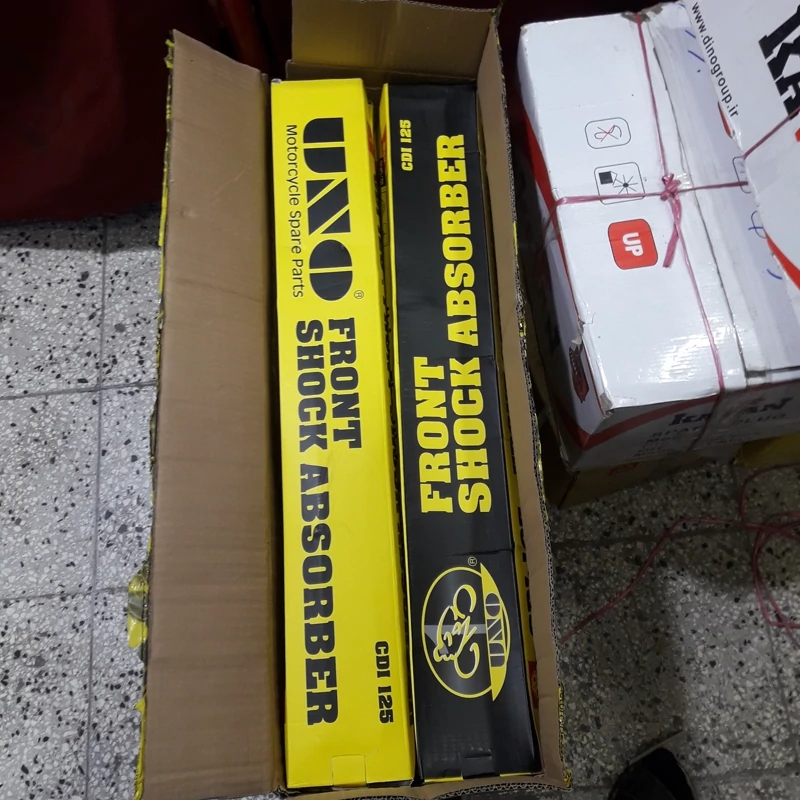 UNO®
Motorcycle Spare Parts
FRONT
SHOCK ABSORBER
CDI 125
CDI 125
FRONT
SHOCK ABSORBER
UNO
®
www.dinogroup.ir
UP